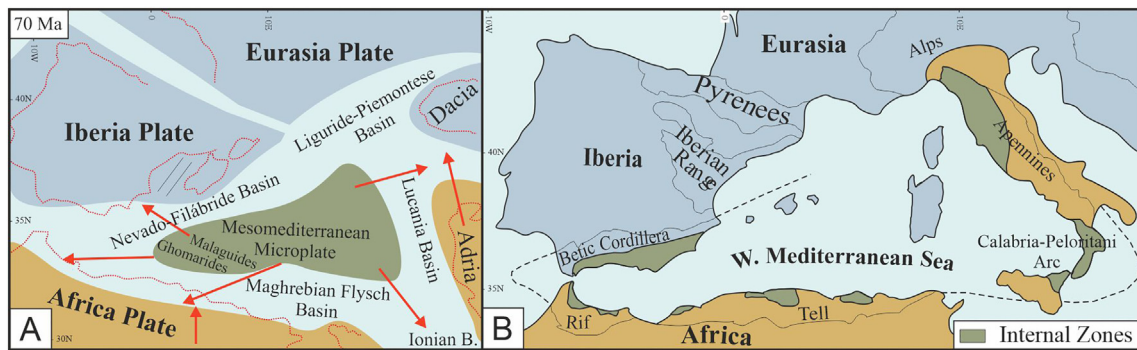 70 Ma
0
10E
10W
Eurasia Plate
40N
Iberia Plate
Liguride-Piemontese
Basin
Dacia
35N
Nevado-Filábride Basin
Mesomediterranean
Microplate
Malaguides
Ghomarides
Lucania Basin
Adria
Maghrebian Flysch
Basin
Africa Plate
30N
Ionian B.
A
B
10W
0
10E
Eurasia
Alps
Pyrenees
Iberia
Iberian
Range
40N
Apennines
Betic Cordillera
W. Mediterranean Sea
Calabria-Peloritani
Arc
35N
Rif
Tell
Africa
Internal Zones